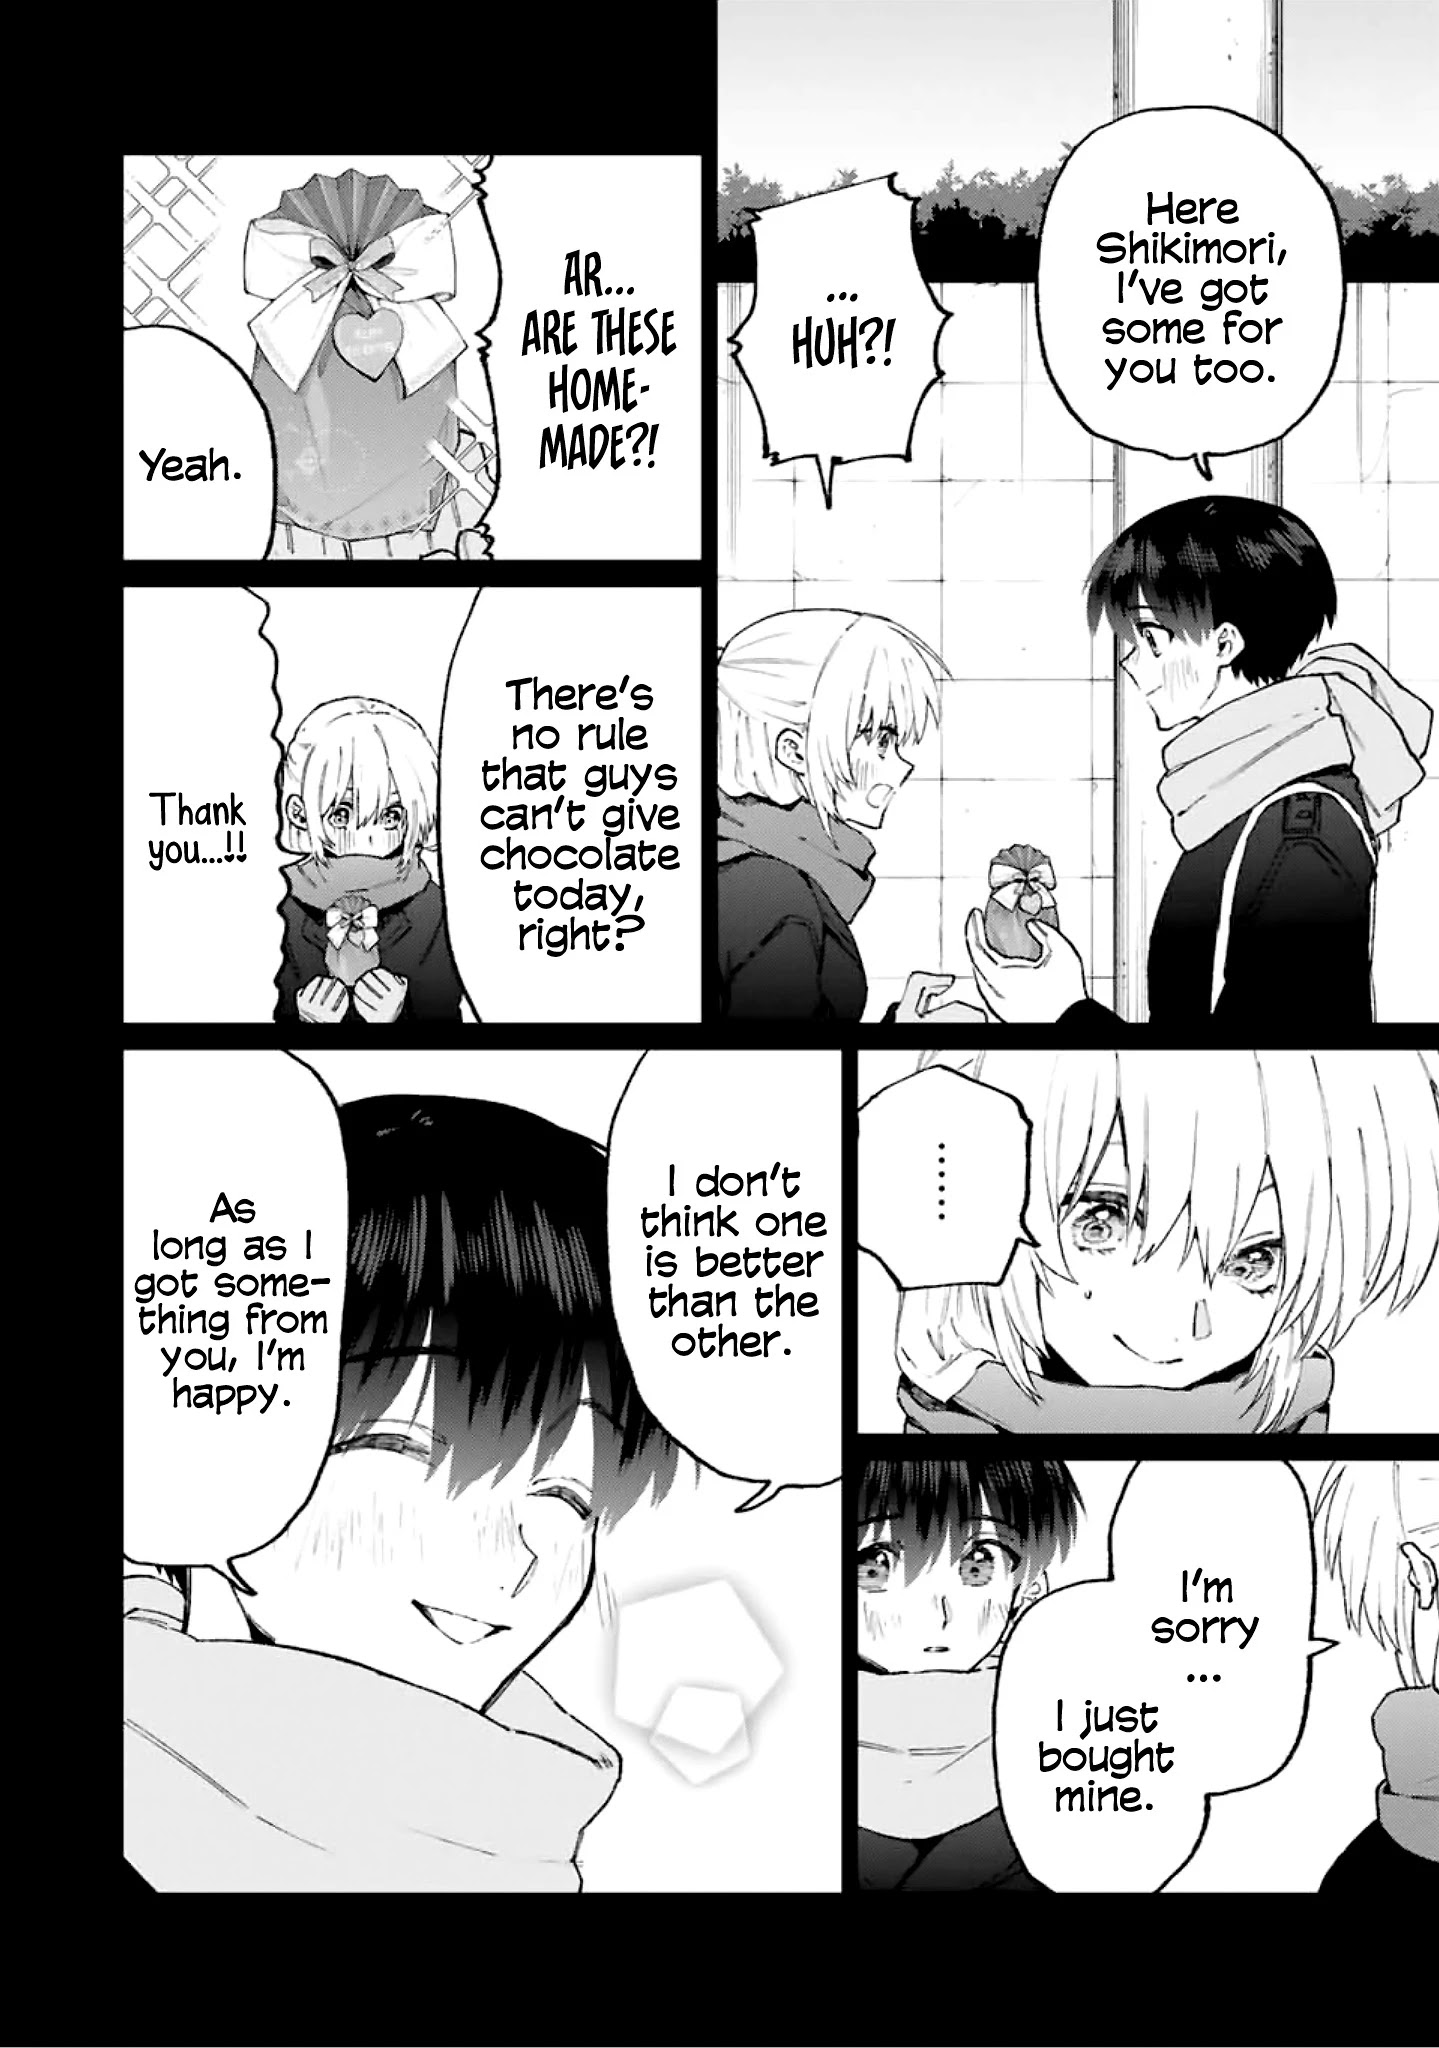 Here
Shikimori,
I've got
some for
you too.
...
HUH?!
AR...
ARE THESE
HOME-
MADE?!
Yeah.
There's
no rule
that guys
can't give
chocolate
today,
right?
Thank
you...!!
......
I'm
sorry
...
I just
bought
mine.
I don't
think one
is better
than the
other.
As
long as I
got some-
thing from
you, I'm
happy.